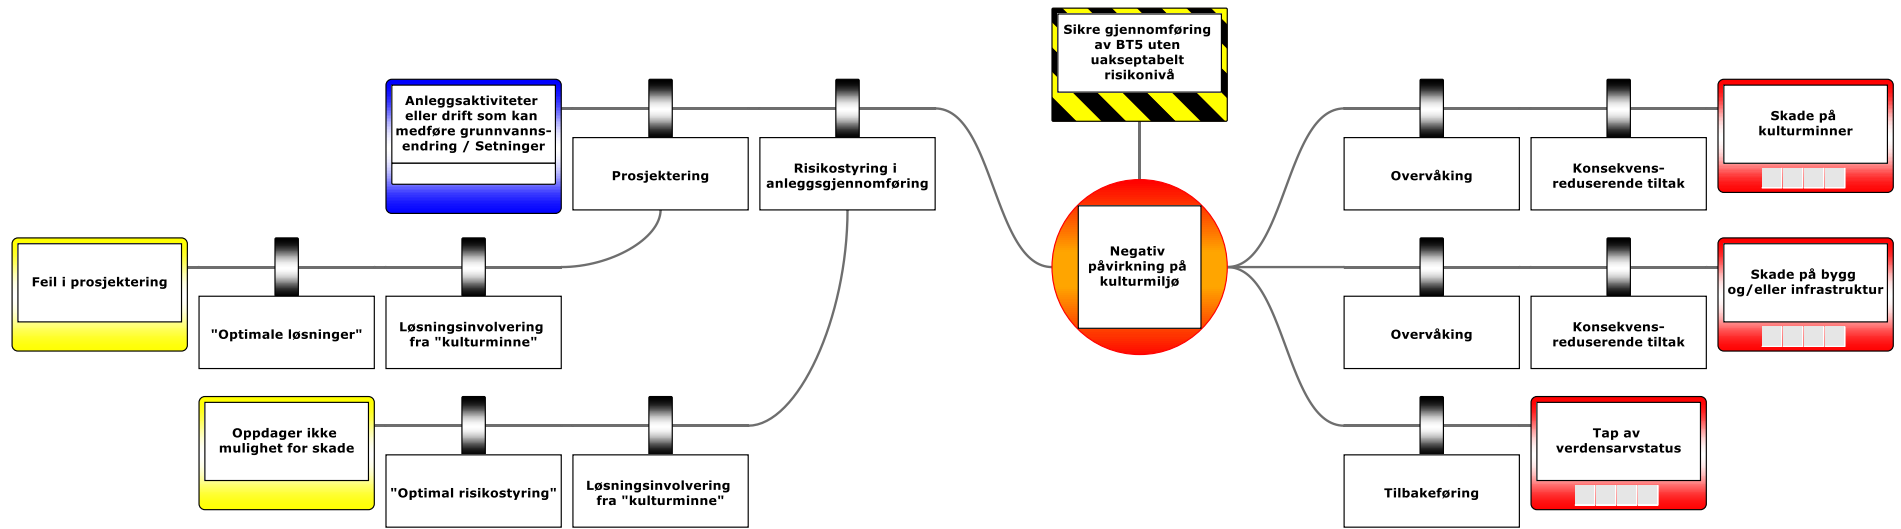 Sikre gjennomføring
av BT5 uten
uakseptabelt
risikonivå
Anleggsaktiviteter
eller drift som kan
medføre grunnvanns-
endring / Setninger
Prosjektering
Risikostyring i
anleggsgjennomføring
Feil i prosjektering
"Optimale løsninger"
Løsningsinvolvering
fra "kulturminne"
Oppdager ikke
mulighet for skade
"Optimal risikostyring"
Løsningsinvolvering
fra "kulturminne"
Negativ
påvirkning på
kulturmiljø
Overvåking
Konsekvens-
reduserende tiltak
Skade på
kulturminner
Overvåking
Konsekvens-
reduserende tiltak
Skade på bygg
og/eller infrastruktur
Tilbakeføring
Tap av
verdensarvstatus